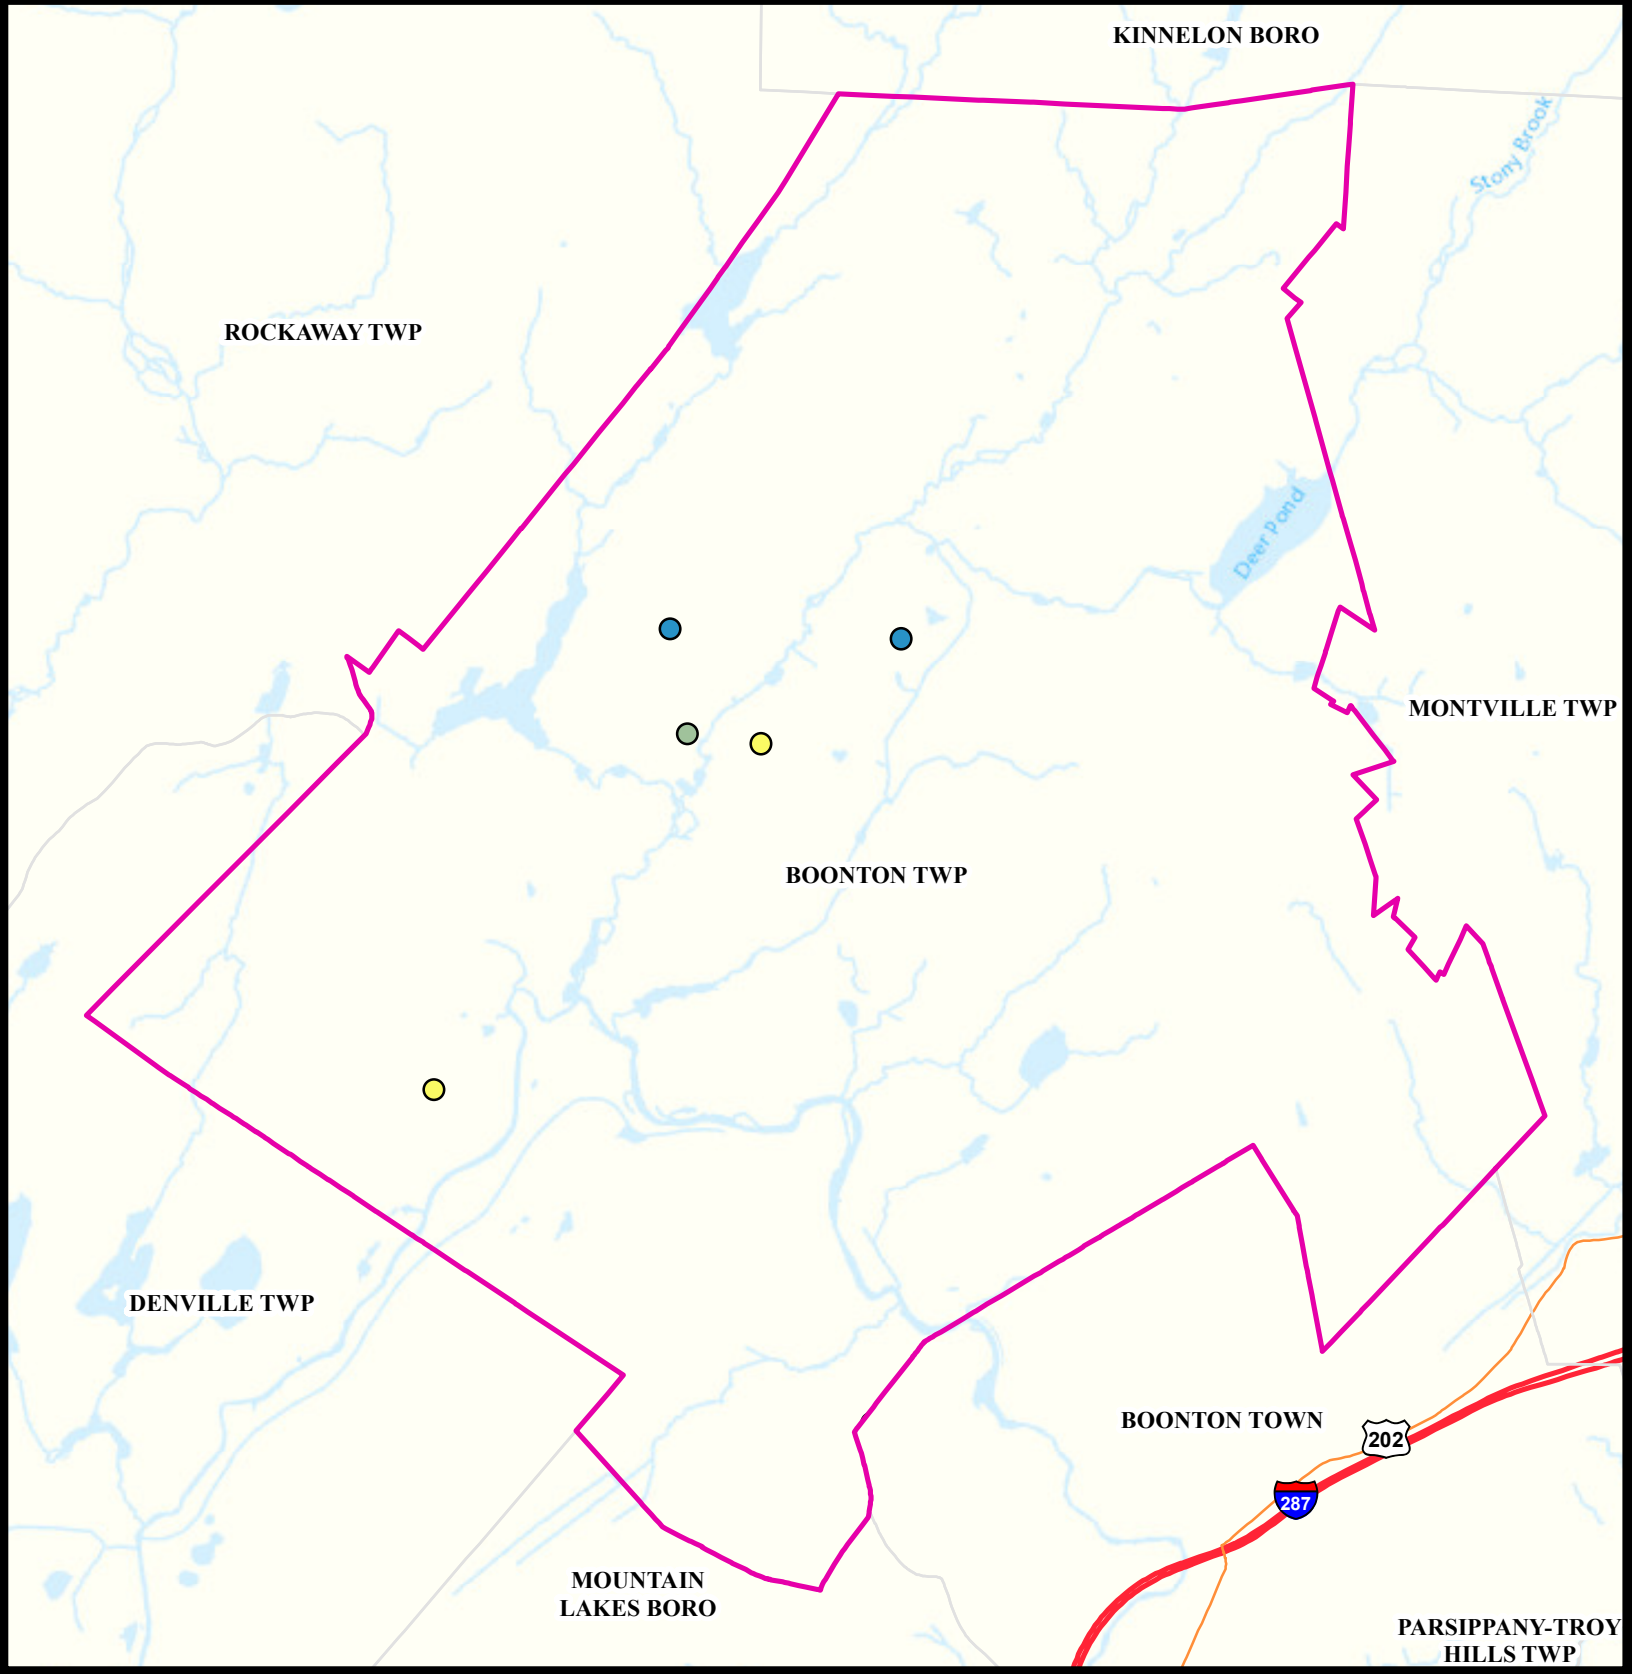 KINNELON BORO
Stony Brook
ROCKAWAY TWP
Deer Pond
MONTVILLE TWP
BOONTON TWP
DENVILLE TWP
BOONTON TOWN
202
287
MOUNTAIN
LAKES BORO
PARSIPPANY-TROY
HILLS TWP